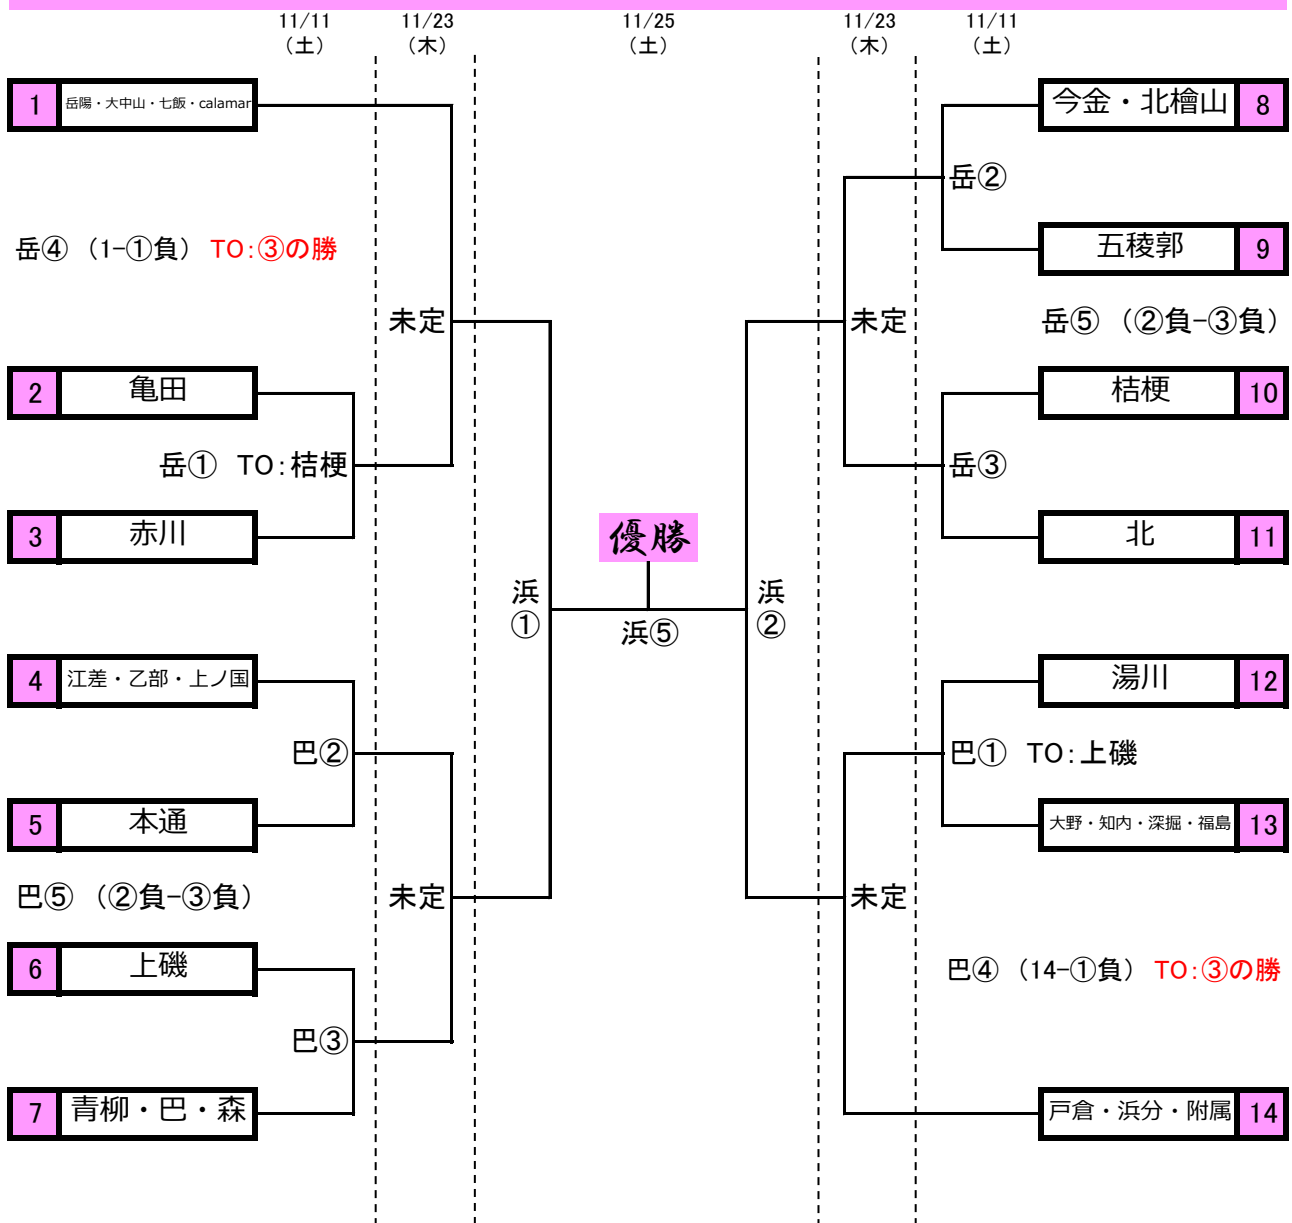 11/11 11/23 11/25 11/23 11/11
（土） （木） （土） （木） （土）
1 岳陽・大中山・七飯・calamar
今金・北檜山 8
岳②
岳④ （1-①負） TO:③の勝
五稜郭 9
未定
未定
岳⑤ （②負-③負）
2 亀田
桔梗 10
岳① TO:桔梗
岳③
3 赤川
優勝
北 11
浜①
浜⑤
浜②
4 江差・乙部・上ノ国
湯川 12
巴②
巴① TO:上磯
5 本通
大野・知内・深掘・福島 13
巴⑤ （②負-③負）
未定
未定
6 上磯
巴④ （14-①負） TO:③の勝
巴③
7 青柳・巴・森
戸倉・浜分・附属 14